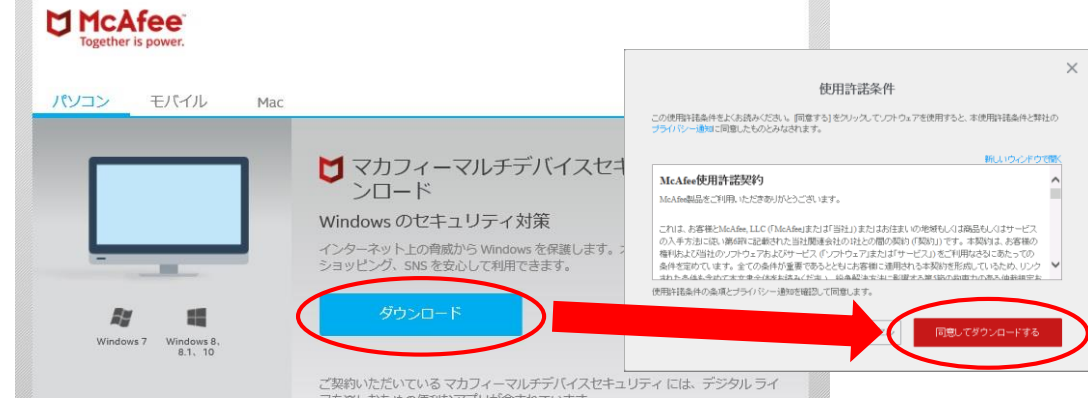 McAfee
Together is power.
パソコン
モバイル
Mac
マカフィーマルチデバイスセキ
ンロード
Windows のセキュリティ対策
インターネット上の脅威から Windows を保護します。
ショッピング、SNS を安心して利用できます。
ダウンロード
Windows 7
Windows 8、
8.1、10
ご契約いただいている マカフィーマルチデバイスセキュリティ には、デジタル ライ
使用許諾条件
この使用許諾条件をよくお読みください。[同意する] をクリックしてソフトウェアを使用すると、本使用許諾条件と弊社の
プライバシー通知に同意したものとみなされます。
新しいウィンドウで開く
McAfee使用許諾契約
McAfee製品をご利用いただきありがとうございます。
これは、お客様とMcAfee, LLC (「McAfee」または「当社」) またはお住まいの地域もしくは商品もしくはサービス
の入手方法に従い第6項に記載された当社関連会社の1社との間の契約 (「契約」) です。本契約は、お客様の
権利および当社のソフトウェアおよびサービス (「ソフトウェア」または「サービス」) をご利用なさるにあたっての
条件を定めています。全ての条件が重要であるとともにお客様に適用される本契約を形成しているため、リンク
使用許諾条件の条項とプライバシー通知を確認して同意します。
同意してダウンロードする